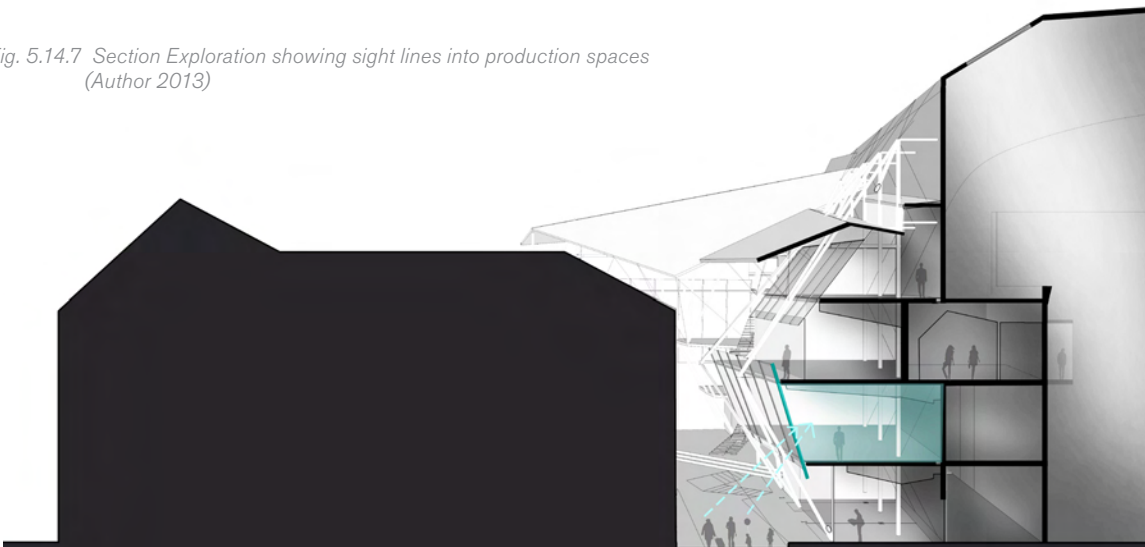 ig. 5.14.7 Section Exploration showing sight lines into production spaces
(Author 2013)